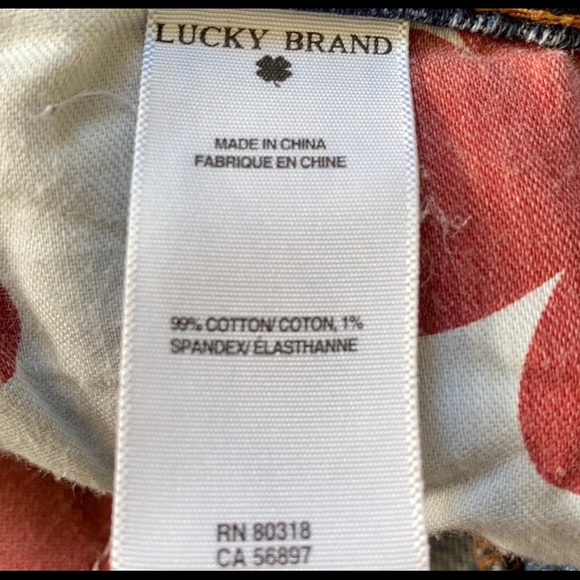 LUCKY BRAND
MADE IN CHINA
FABRIQUE EN CHINE
99% COTTON/COTON, 1%
SPANDEX/ÉLASTHANNE
RN 80318
CA 56897